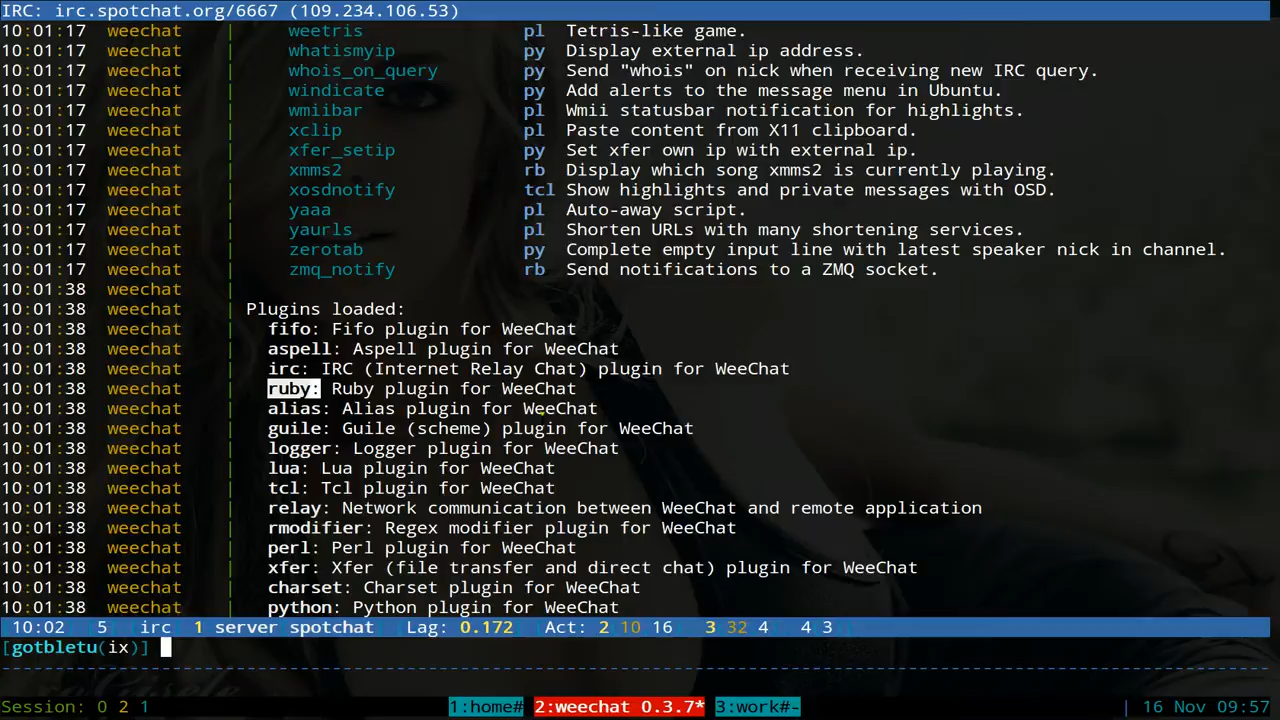 IRC: irc.spotchat.org/6667 (109.234.106.53)
10:01:17 weechat | weetris pl Tetris-like game.
10:01:17 weechat | whatismyip py Display external ip address.
10:01:17 weechat | whois_on_query py Send "whois" on nick when receiving new IRC query.
10:01:17 weechat | windicate py Add alerts to the message menu in Ubuntu.
10:01:17 weechat | wmiibar pl Wmii statusbar notification for highlights.
10:01:17 weechat | xclip pl Paste content from X11 clipboard.
10:01:17 weechat | xfer_setip py Set xfer own ip with external ip.
10:01:17 weechat | xmms2 rb Display which song xmms2 is currently playing.
10:01:17 weechat | xosdnotify tcl Show highlights and private messages with OSD.
10:01:17 weechat | yaaa pl Auto-away script.
10:01:17 weechat | yaurls pl Shorten URLs with many shortening services.
10:01:17 weechat | zerotab py Complete empty input line with latest speaker nick in channel.
10:01:17 weechat | zmq_notify rb Send notifications to a ZMQ socket.
10:01:38 weechat |
10:01:38 weechat | Plugins loaded:
10:01:38 weechat | fifo: Fifo plugin for WeeChat
10:01:38 weechat | aspell: Aspell plugin for WeeChat
10:01:38 weechat | irc: IRC (Internet Relay Chat) plugin for WeeChat
10:01:38 weechat | ruby: Ruby plugin for WeeChat
10:01:38 weechat | alias: Alias plugin for WeeChat
10:01:38 weechat | guile: Guile (scheme) plugin for WeeChat
10:01:38 weechat | logger: Logger plugin for WeeChat
10:01:38 weechat | lua: Lua plugin for WeeChat
10:01:38 weechat | tcl: Tcl plugin for WeeChat
10:01:38 weechat | relay: Network communication between WeeChat and remote application
10:01:38 weechat | rmodifier: Regex modifier plugin for WeeChat
10:01:38 weechat | perl: Perl plugin for WeeChat
10:01:38 weechat | xfer: Xfer (file transfer and direct chat) plugin for WeeChat
10:01:38 weechat | charset: Charset plugin for WeeChat
10:01:38 weechat | python: Python plugin for WeeChat
10:02 5 irc 1 server spotchat Lag: 0.172 Act: 2 10 16 3 32 4 4 3
[gotbletu(ix)]
Session: 0 2 1 1:home# 2:weechat 0.3.7* 3:work#- | 16 Nov 09:57